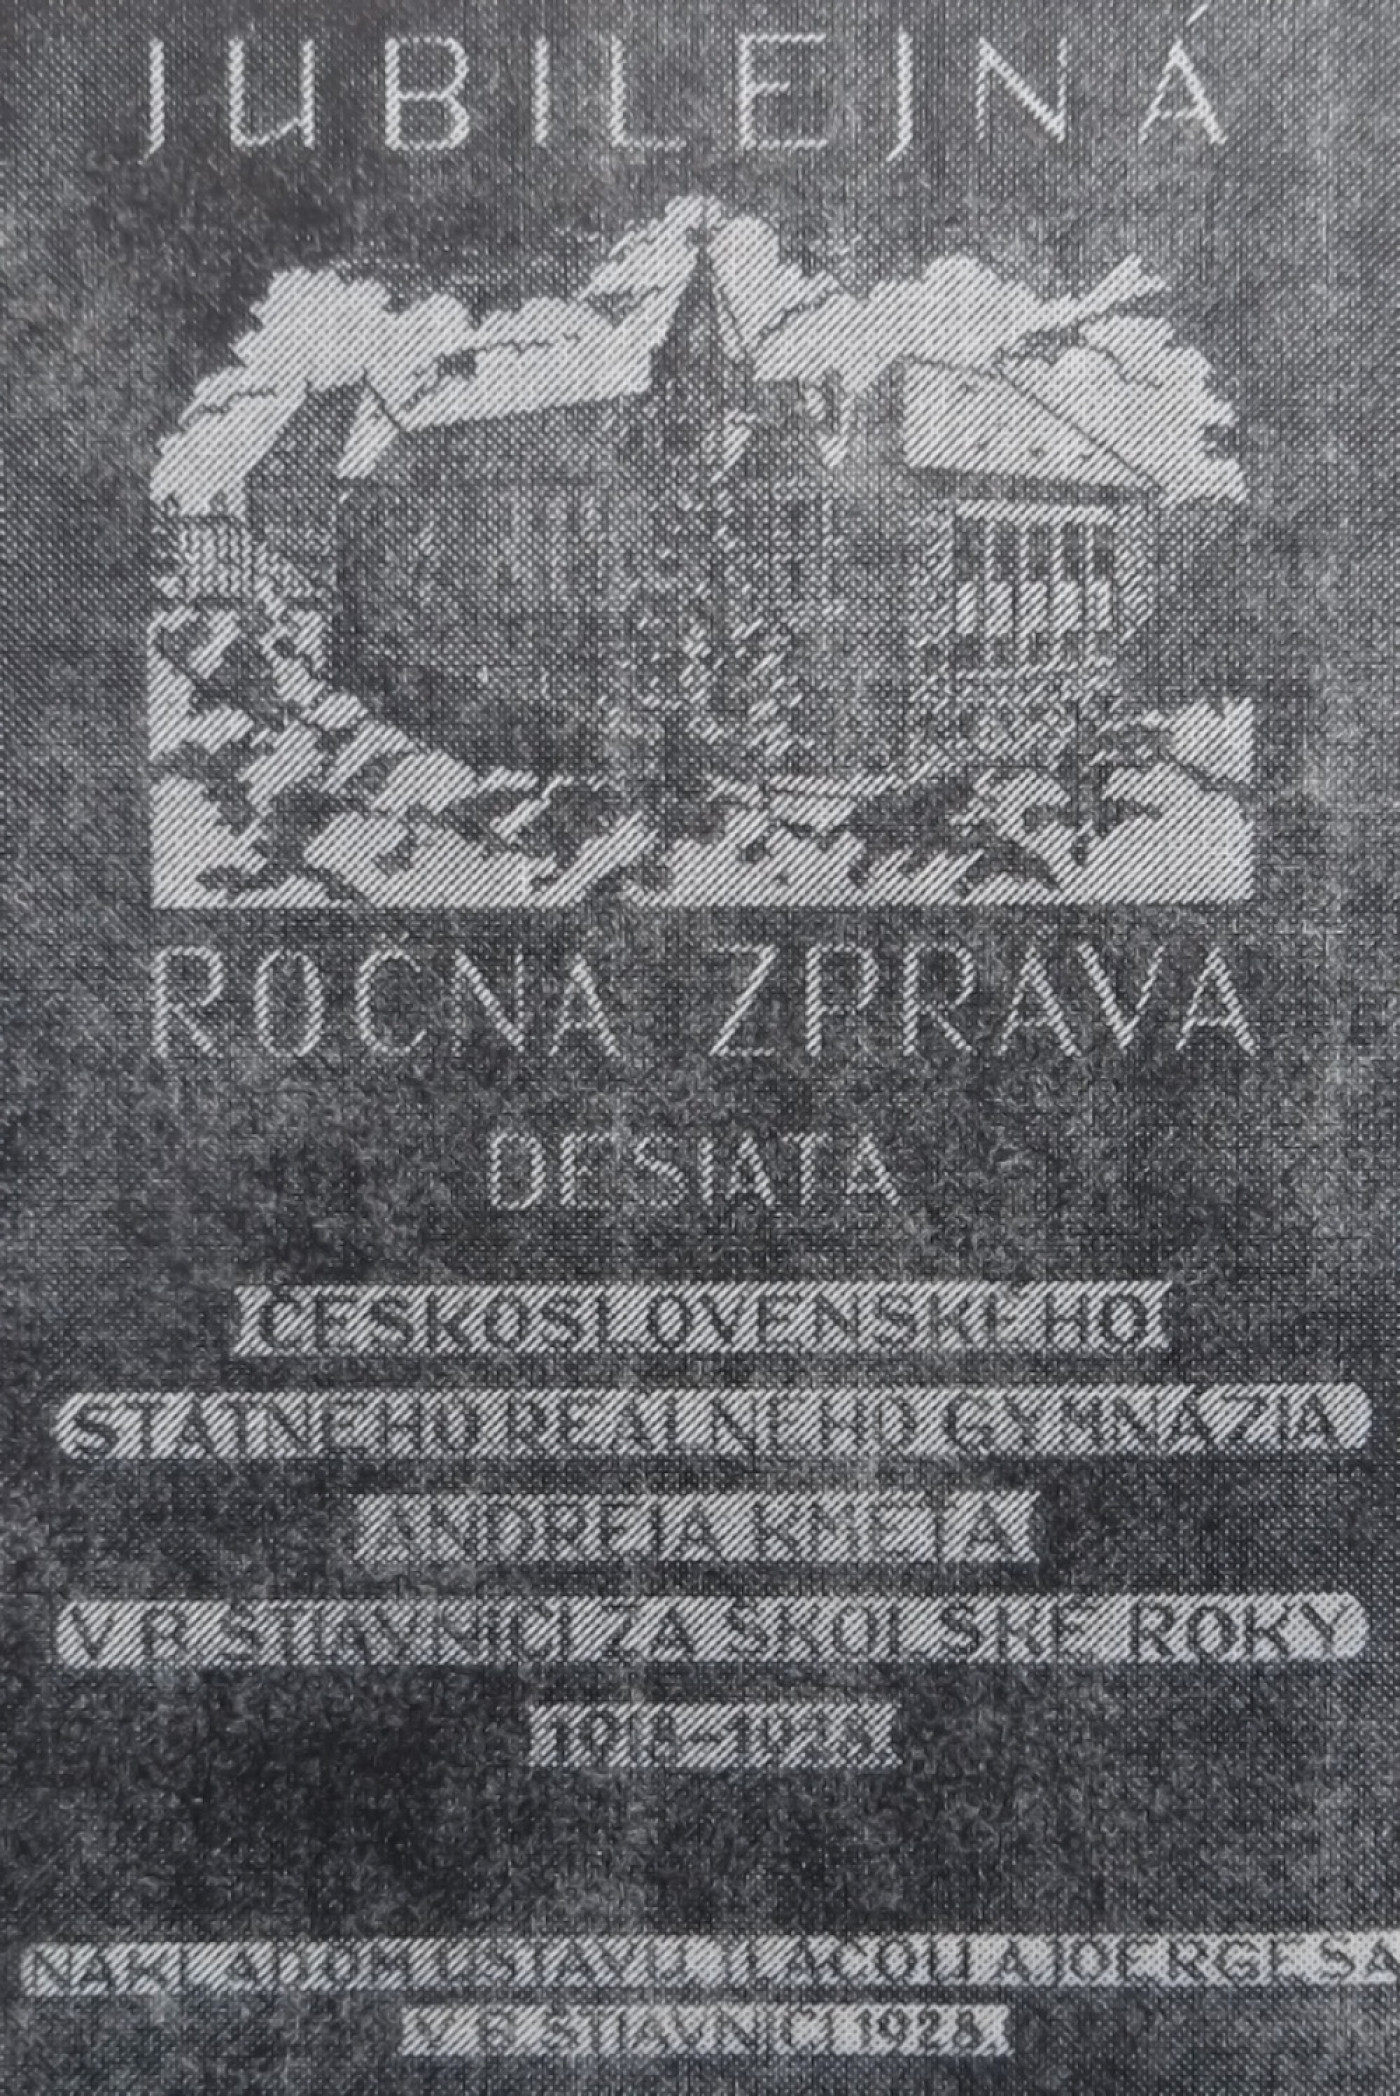 JUBILEJNÁ
ROČNÁ ZPRÁVA
DESIATA
ČESKOSLOVENSKÉHO
ŠTÁTNEHO REÁLNEHO GYMNÁZIA
ANDREJA KMEŤA
V B. ŠTIAVNICI ZA ŠKOLSKÉ ROKY
1918–1928
NÁKLADOM ÚSTAVU. TLAČOU A. JOERGESA
V B. ŠTIAVNICI 1928.